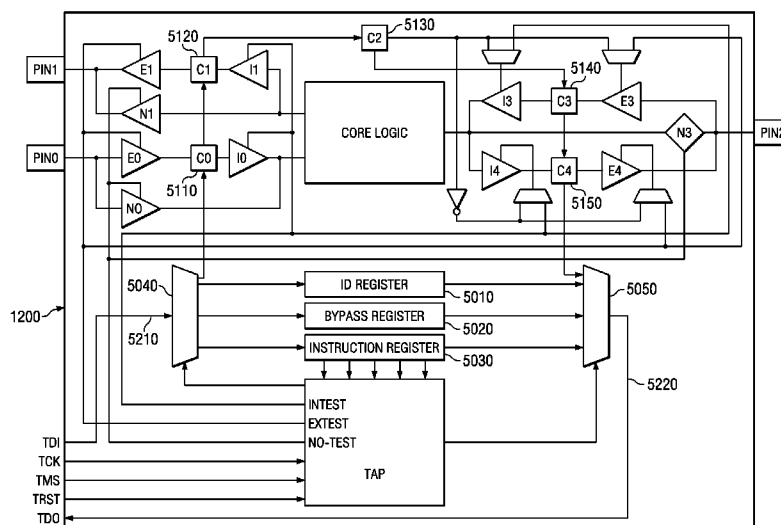 5120
C2
5130
PIN1
E1
C1
I1
5140
I3
C3
E3
N1
CORE LOGIC
N3
PIN2
PIN0
E0
C0
I0
I4
C4
E4
5110
5150
N0
5040
ID REGISTER
5010
5050
1200
5210
BYPASS REGISTER
5020
INSTRUCTION REGISTER
5030
5220
INTEST
EXTEST
NO-TEST
TAP
TDI
TCK
TMS
TRST
TDO